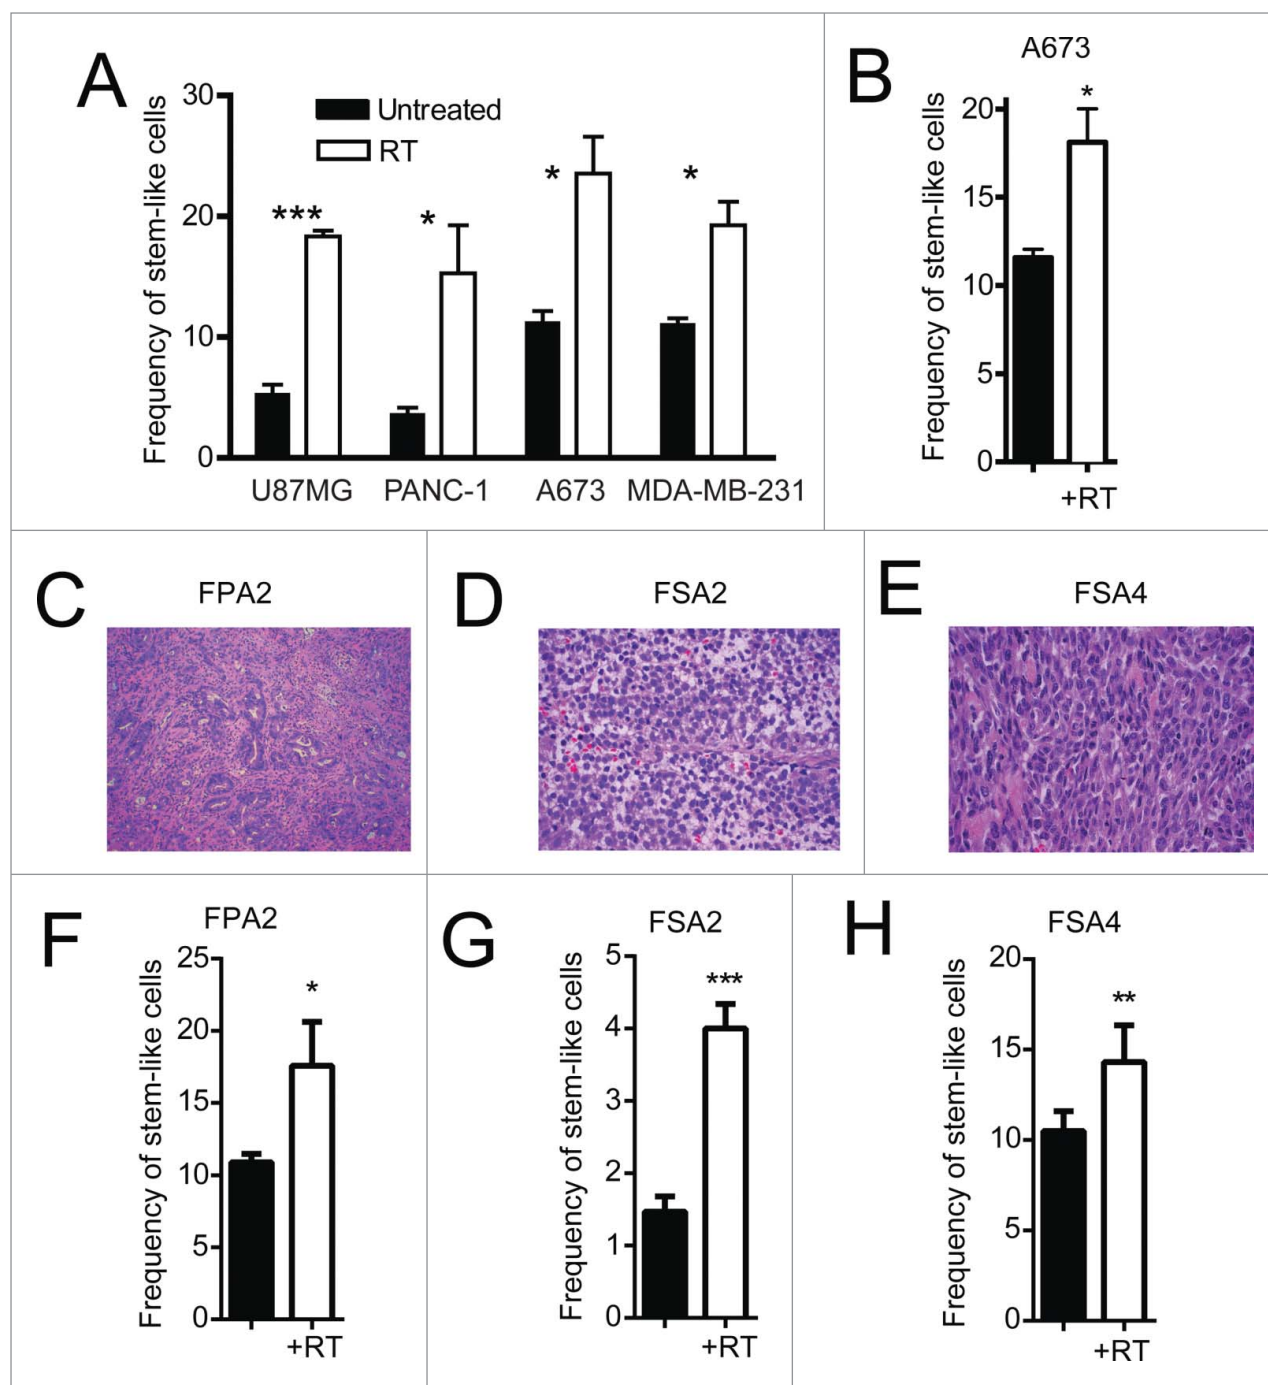 A
Frequency of stem-like cells
30
20
10
0
Untreated
RT
***
*
*
*
U87MG PANC-1 A673 MDA-MB-231
B
A673
Frequency of stem-like cells
20
15
10
5
0
*
+RT
C
FPA2
D
FSA2
E
FSA4
F
FPA2
Frequency of stem-like cells
25
20
15
10
5
0
*
+RT
G
FSA2
Frequency of stem-like cells
5
4
3
2
1
0
***
+RT
H
FSA4
Frequency of stem-like cells
20
15
10
5
0
**
+RT